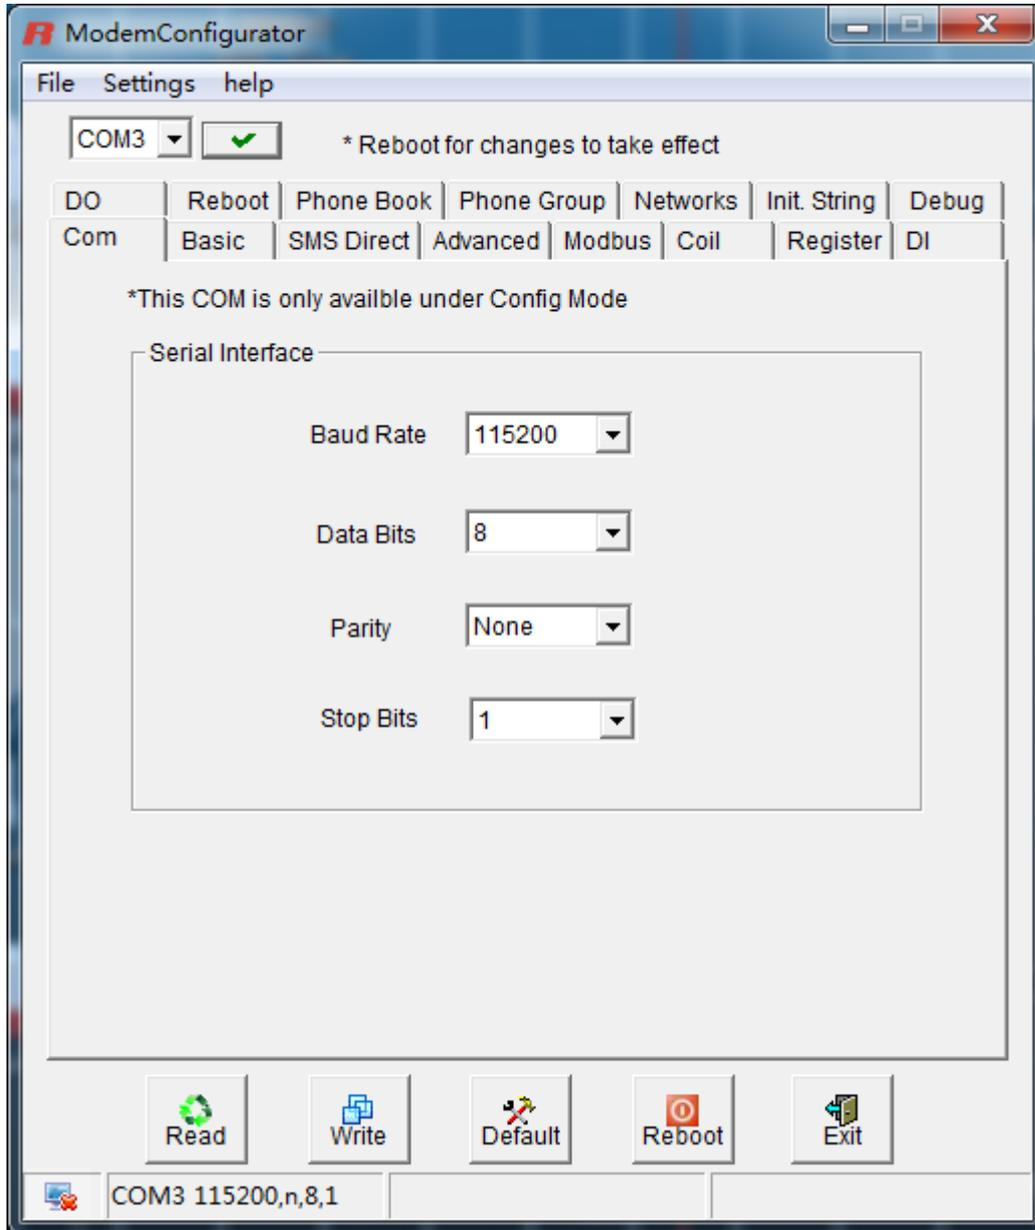 ModemConfigurator
File Settings help
COM3
* Reboot for changes to take effect
DO Reboot Phone Book Phone Group Networks Init. String Debug
Com Basic SMS Direct Advanced Modbus Coil Register DI
*This COM is only availble under Config Mode
Serial Interface
Baud Rate 115200
Data Bits 8
Parity None
Stop Bits 1
Read Write Default Reboot Exit
COM3 115200,n,8,1